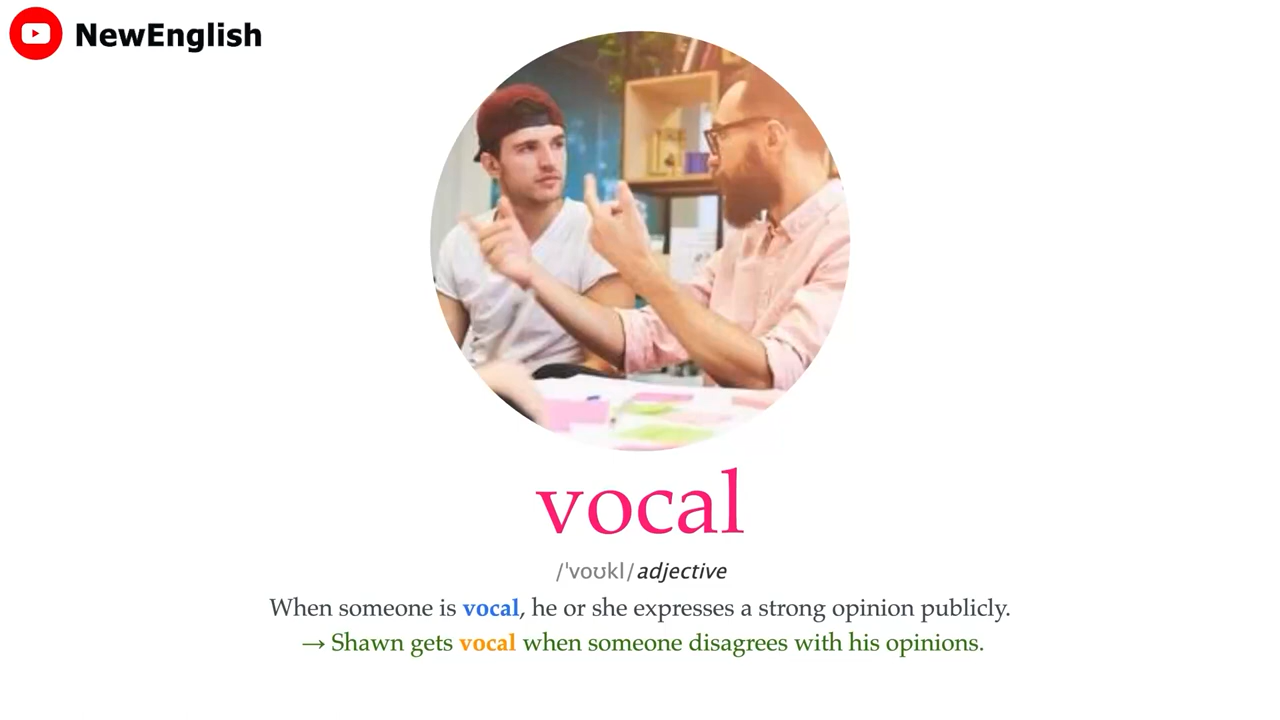 NewEnglish
vocal
/ˈvoʊkl/ adjective
When someone is vocal, he or she expresses a strong opinion publicly.
→ Shawn gets vocal when someone disagrees with his opinions.